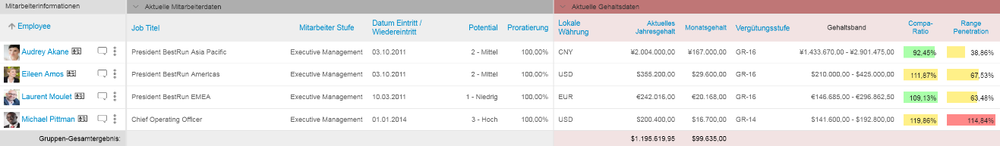 Mitarbeiterinformationen Aktuelle Mitarbeiterdaten Aktuelle Gehaltsdaten
Employee Job Titel Mitarbeiter Stufe Datum Eintritt / Wiedereintritt Potential Proratierung Lokale Währung Aktuelles Jahresgehalt Monatsgehalt Vergütungsstufe Gehaltsband Compa-Ratio Range Penetration
Audrey Akane President BestRun Asia Pacific Executive Management 03.10.2011 2 - Mittel 100,00% CNY ¥2.004.000,00 ¥167.000,00 GR-16 ¥1.433.670,00 - ¥2.901.475,00 92,45% 38,86%
Eileen Amos President BestRun Americas Executive Management 03.10.2011 2 - Mittel 100,00% USD $355.200,00 $29.600,00 GR-16 $210.000,00 - $425.000,00 111,87% 67,53%
Laurent Moulet President BestRun EMEA Executive Management 10.03.2011 1 - Niedrig 100,00% EUR €242.016,00 €20.168,00 GR-16 €146.685,00 - €296.862,50 109,13% 63,48%
Michael Pittman Chief Operating Officer Executive Management 01.01.2014 3 - Hoch 100,00% USD $200.400,00 $16.700,00 GR-14 $141.600,00 - $192.800,00 119,86% 114,84%
Gruppen-Gesamtergebnis: $1.195.619,95 $99.635,00